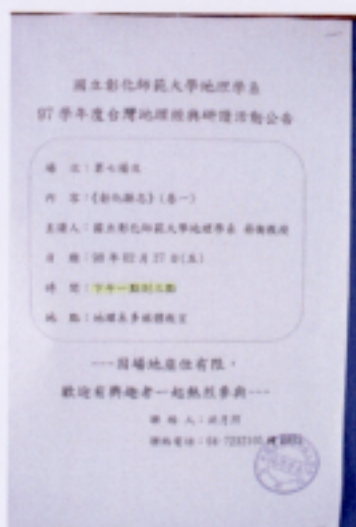 國立彰化師範大學地理學系
97學年度台灣地理經典研讀活動公告
場 次：第七場次
內 容：《彰化縣志》(卷一)
主講人：國立彰化師範大學地理學系 教授
日 期：98年02月27日(五)
時 間：下午一點到三點
地 點：地理系多媒體教室
---因場地座位有限，
歡迎有興趣者一起熱烈參與---
聯 絡 人：
聯絡電話：04-7232105 轉